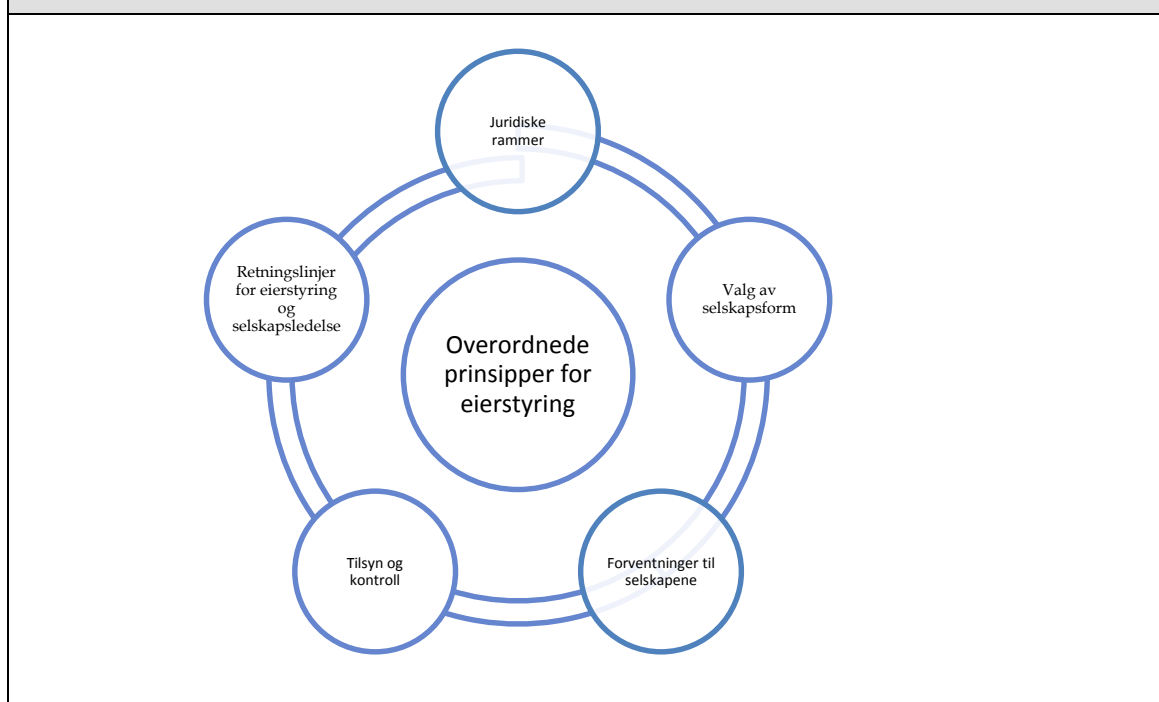 Juridiske
rammer
Valg av
selskapsform
Forventninger til
selskapene
Tilsyn og
kontroll
Retningslinjer
for eierstyring
og
selskapsledelse
Overordnede
prinsipper for
eierstyring